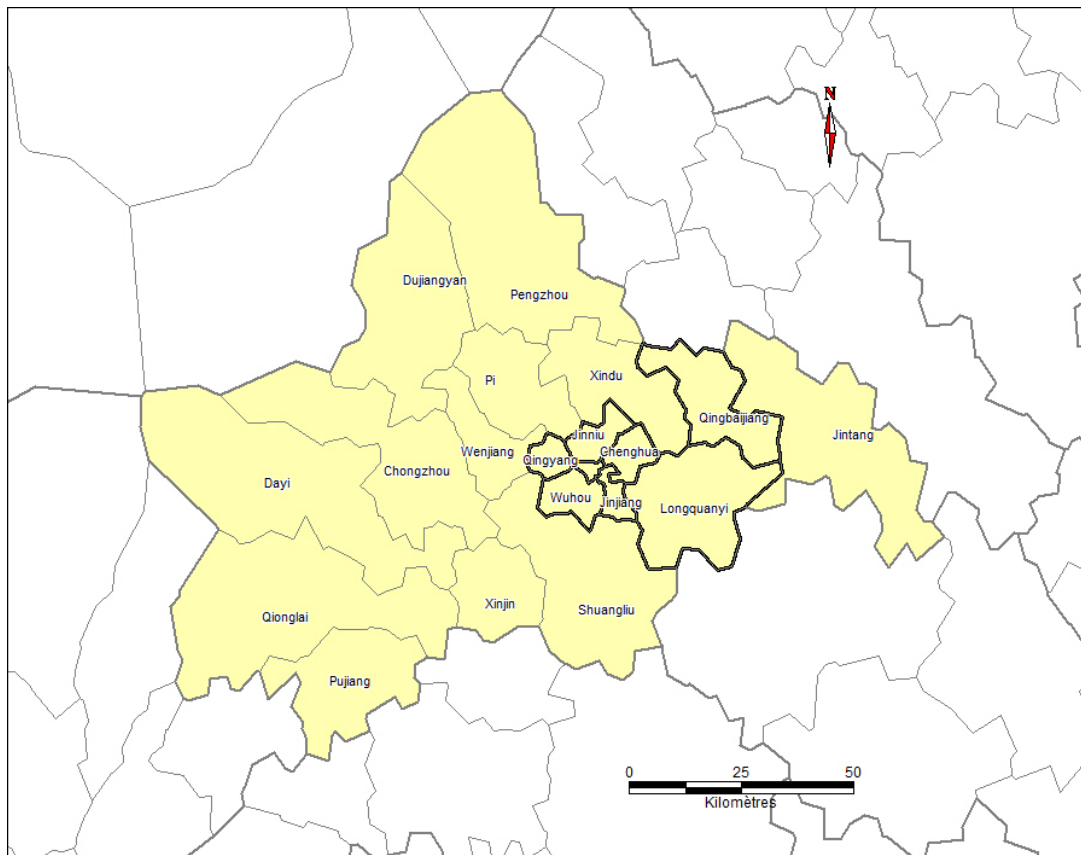 N
Dujiangyan
Pengzhou
Pi
Xindu
Qingbaijiang
Jintang
Jinniu
Chenghua
Wenjiang
Qingyang
Chongzhou
Dayi
Wuhou
Jinjiang
Longquanyi
Xinjin
Shuangliu
Qionglai
Pujiang
0 25 50
Kilomètres